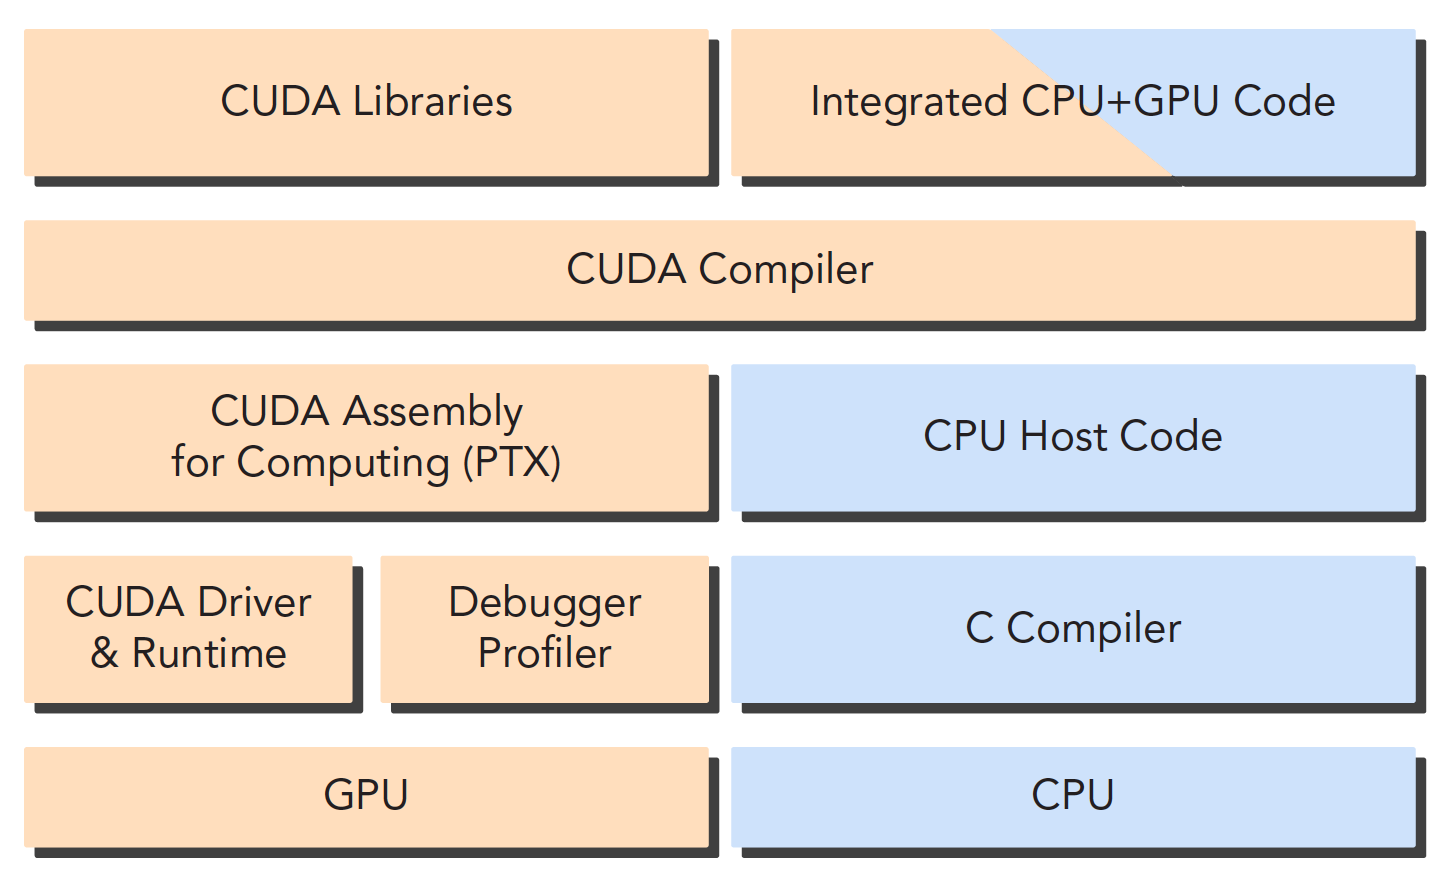 CUDA Libraries
Integrated CPU+GPU Code
CUDA Compiler
CUDA Assembly
for Computing (PTX)
CPU Host Code
CUDA Driver
& Runtime
Debugger
Profiler
C Compiler
GPU
CPU